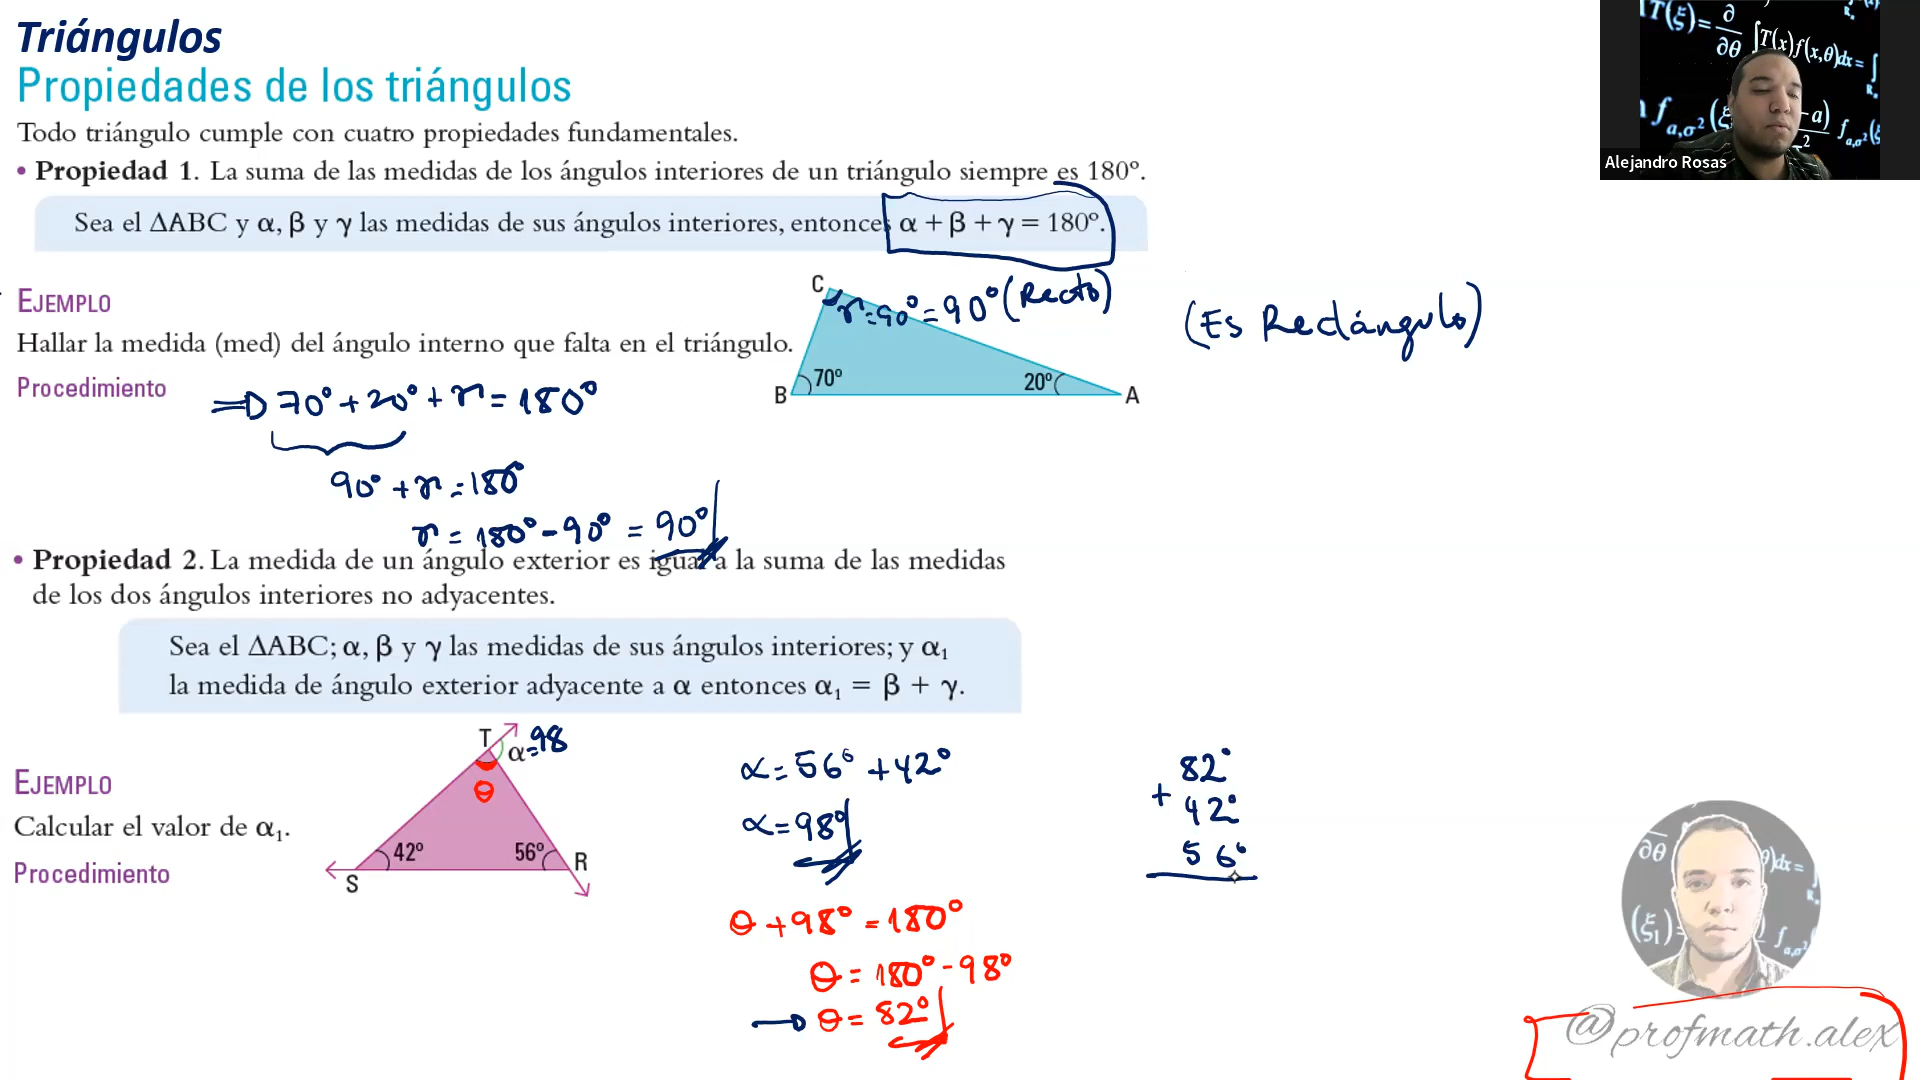 Triángulos
Propiedades de los triángulos
Todo triángulo cumple con cuatro propiedades fundamentales.
• Propiedad 1. La suma de las medidas de los ángulos interiores de un triángulo siempre es 180º.
Sea el ΔABC y α, β y γ las medidas de sus ángulos interiores, entonces α + β + γ = 180º.
EJEMPLO
Hallar la medida (med) del ángulo interno que falta en el triángulo.
Procedimiento
⇒ 70° + 20° + γ = 180°
90° + γ = 180°
γ = 180° - 90° = 90°
C
γ = 90° = 90° (Recto)
70º
20º
B
A
(Es Rectángulo)
• Propiedad 2. La medida de un ángulo exterior es igual a la suma de las medidas
de los dos ángulos interiores no adyacentes.
Sea el ΔABC; α, β y γ las medidas de sus ángulos interiores; y α₁
la medida de ángulo exterior adyacente a α entonces α₁ = β + γ.
EJEMPLO
Calcular el valor de α₁.
Procedimiento
T
α = 98
θ
42º
56º
S
R
α = 56° + 42°
α = 98°
θ + 98° = 180°
θ = 180° - 98°
→ θ = 82°
82°
+ 42°
56°
Alejandro Rosas
@profmath.alex